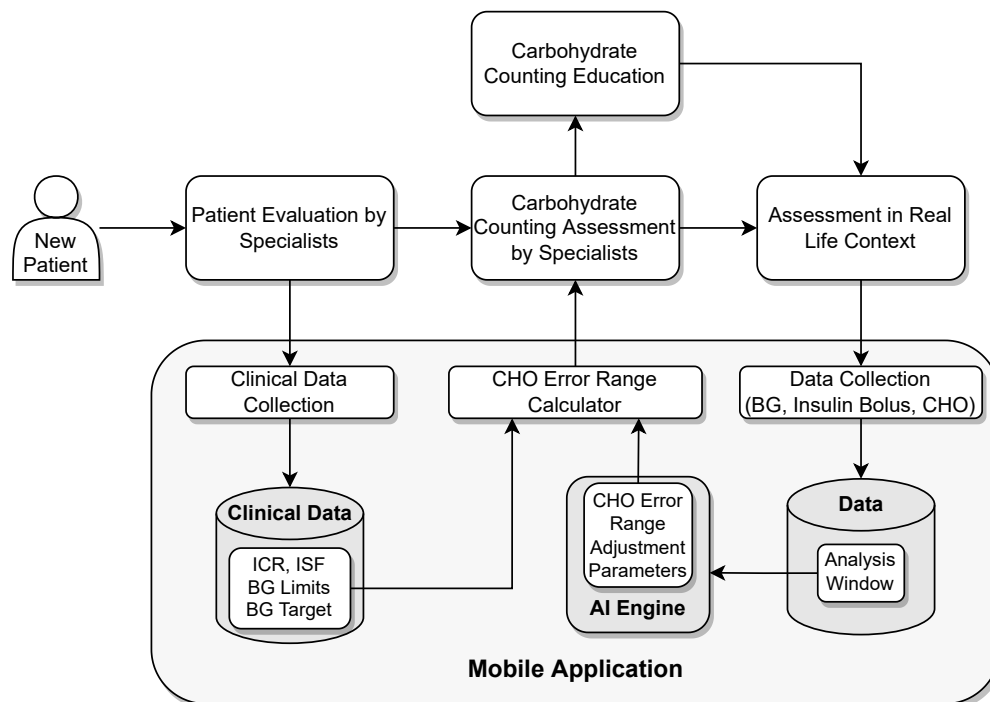 Carbohydrate
Counting Education
New
Patient
Patient Evaluation by
Specialists
Carbohydrate
Counting Assessment
by Specialists
Assessment in Real
Life Context
Clinical Data
Collection
CHO Error Range
Calculator
Data Collection
(BG, Insulin Bolus, CHO)
Clinical Data
ICR, ISF
BG Limits
BG Target
CHO Error
Range
Adjustment
Parameters
AI Engine
Data
Analysis
Window
Mobile Application